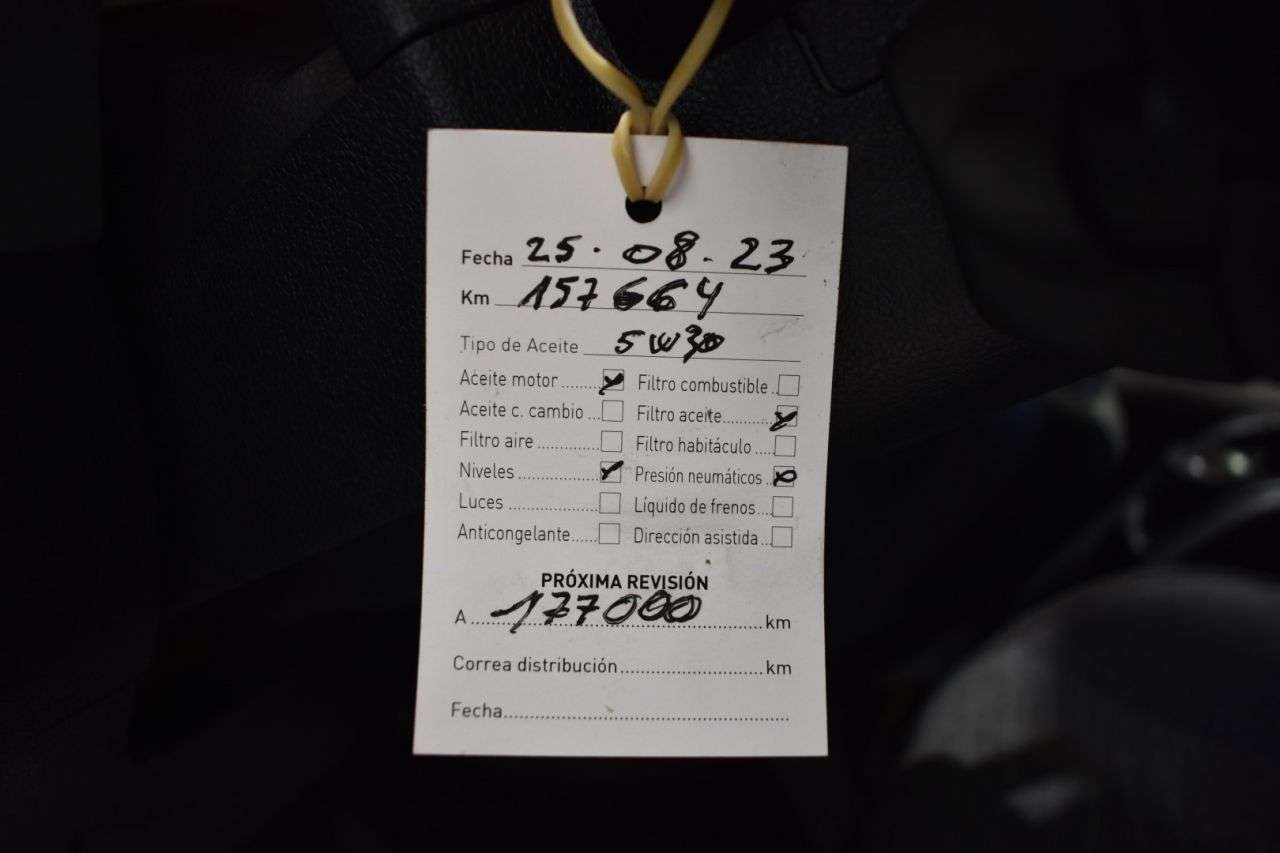 Fecha 25.08.23
Km 157664
Tipo de Aceite 5W30
Aceite motor........ Filtro combustible..
Aceite c. cambio... Filtro aceite...........
Filtro aire.............. Filtro habitáculo....
Niveles................. Presión neumáticos..
Luces.................... Líquido de frenos....
Anticongelante...... Dirección asistida...
PRÓXIMA REVISIÓN
A 177000 km
Correa distribución.............................km
Fecha..........................................................